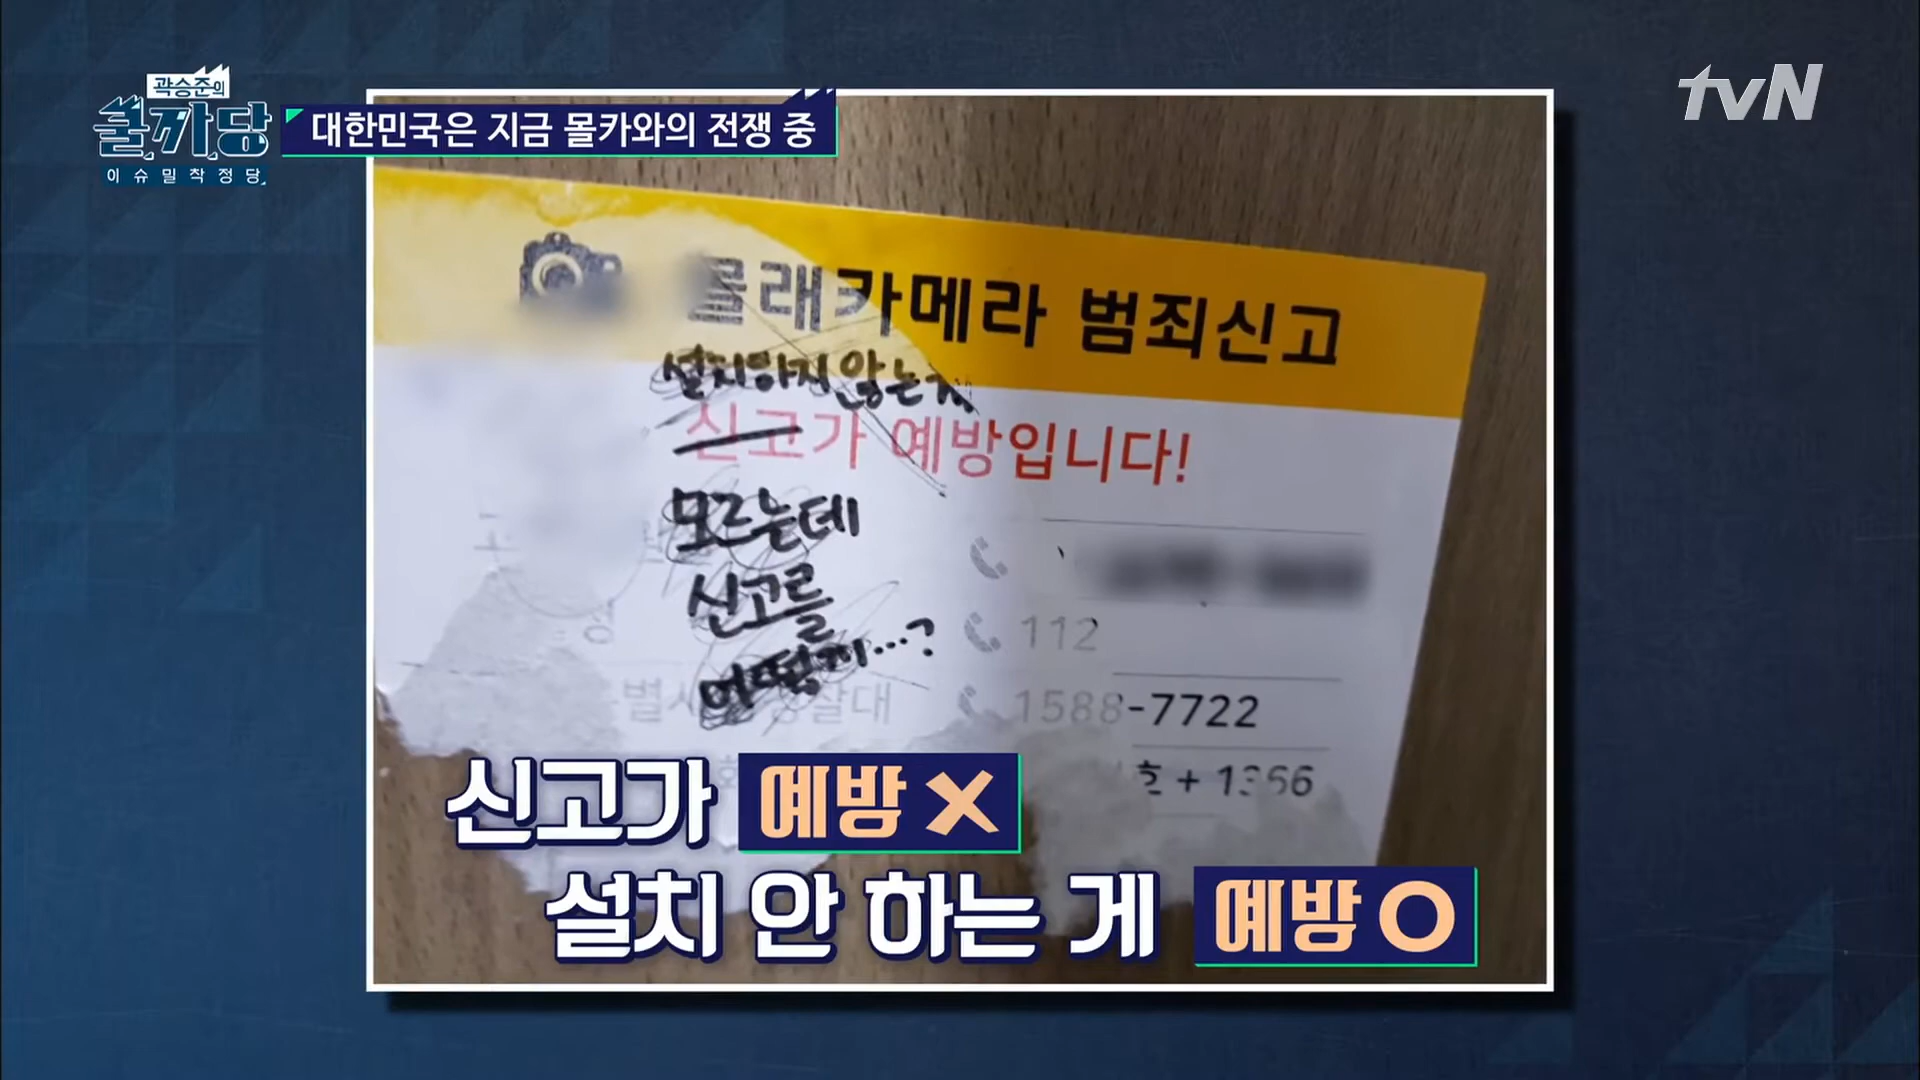 곽승준의
쿨까당
이슈밀착정당
대한민국은 지금 몰카와의 전쟁 중
tvN
몰래카메라 범죄신고
설치하지 않는게
신고가 예방입니다!
모르는데
신고를
어떻게…?
112
1588-7722
호 + 1366
신고가 예방 X
설치 안 하는 게 예방 O